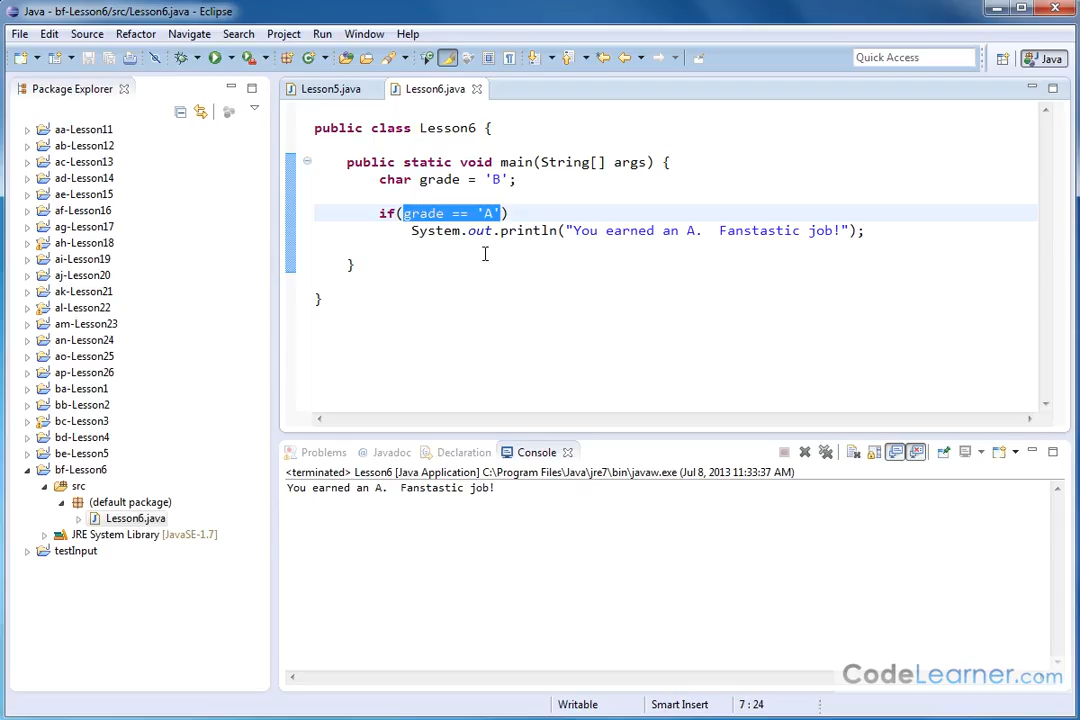 Java - bf-Lesson6/src/Lesson6.java - Eclipse
File Edit Source Refactor Navigate Search Project Run Window Help
Quick Access
Java
Package Explorer
Lesson5.java
Lesson6.java
aa-Lesson11
ab-Lesson12
ac-Lesson13
ad-Lesson14
ae-Lesson15
af-Lesson16
ag-Lesson17
ah-Lesson18
ai-Lesson19
aj-Lesson20
ak-Lesson21
al-Lesson22
am-Lesson23
an-Lesson24
ao-Lesson25
ap-Lesson26
ba-Lesson1
bb-Lesson2
bc-Lesson3
bd-Lesson4
be-Lesson5
bf-Lesson6
src
(default package)
Lesson6.java
JRE System Library [JavaSE-1.7]
testInput
public class Lesson6 {
public static void main(String[] args) {
char grade = 'B';
if(grade == 'A')
System.out.println("You earned an A.  Fanstastic job!");
}
}
Problems @ Javadoc Declaration Console
<terminated> Lesson6 [Java Application] C:\Program Files\Java\jre7\bin\javaw.exe (Jul 8, 2013 11:33:37 AM)
You earned an A.  Fanstastic job!
CodeLearner.com
Writable Smart Insert 7 : 24